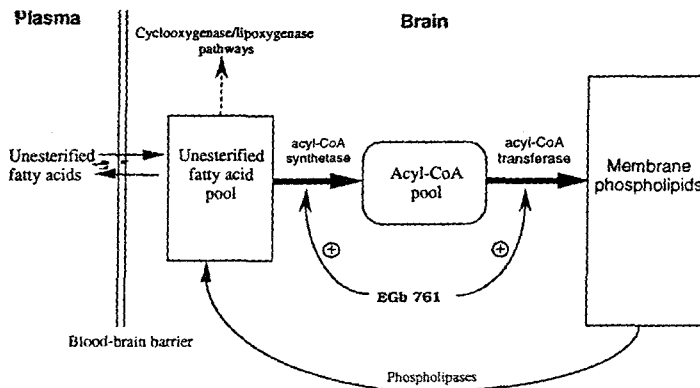 Plasma
Brain
Cyclooxygenase/lipoxygenase
pathways
Unesterified
fatty acids
Unesterified
fatty acid
pool
acyl-CoA
synthetase
Acyl-CoA
pool
acyl-CoA
transferase
Membrane
phospholipids
+
+
EGb 761
Blood-brain barrier
Phospholipases